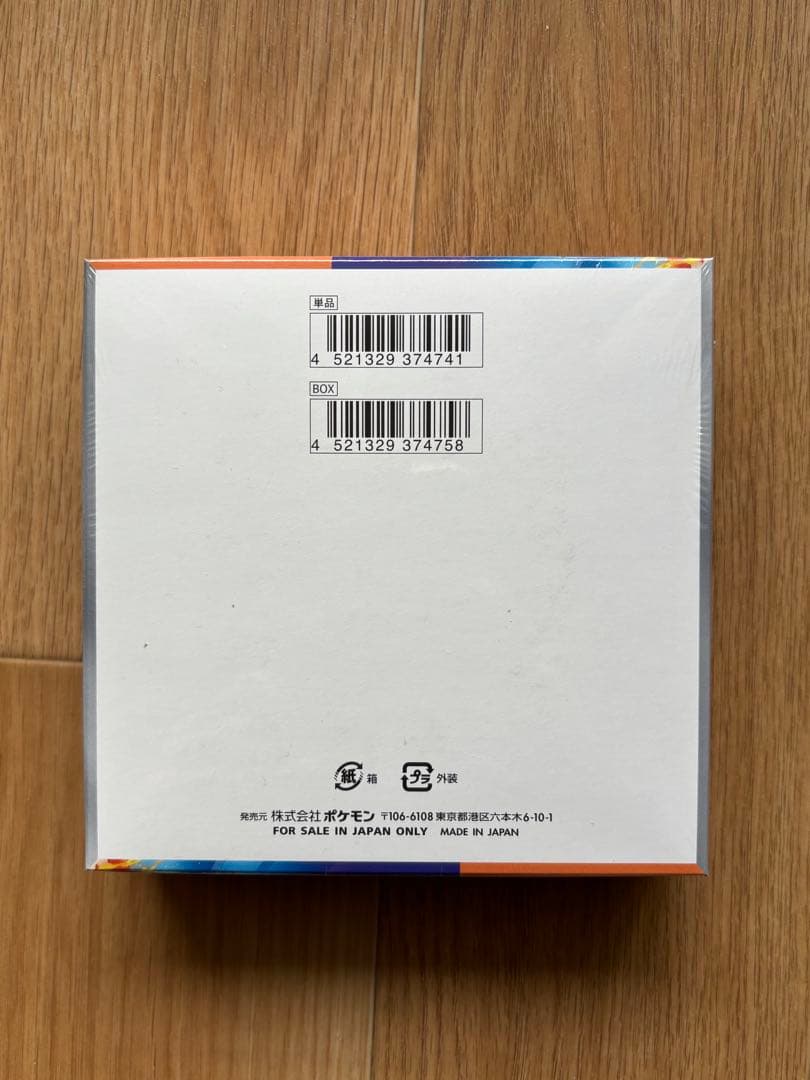 単品
4 521329 374741
BOX
4 521329 374758
紙 箱 プラ 外装
発売元 株式会社ポケモン 〒106-6108 東京都港区六本木6-10-1
FOR SALE IN JAPAN ONLY MADE IN JAPAN